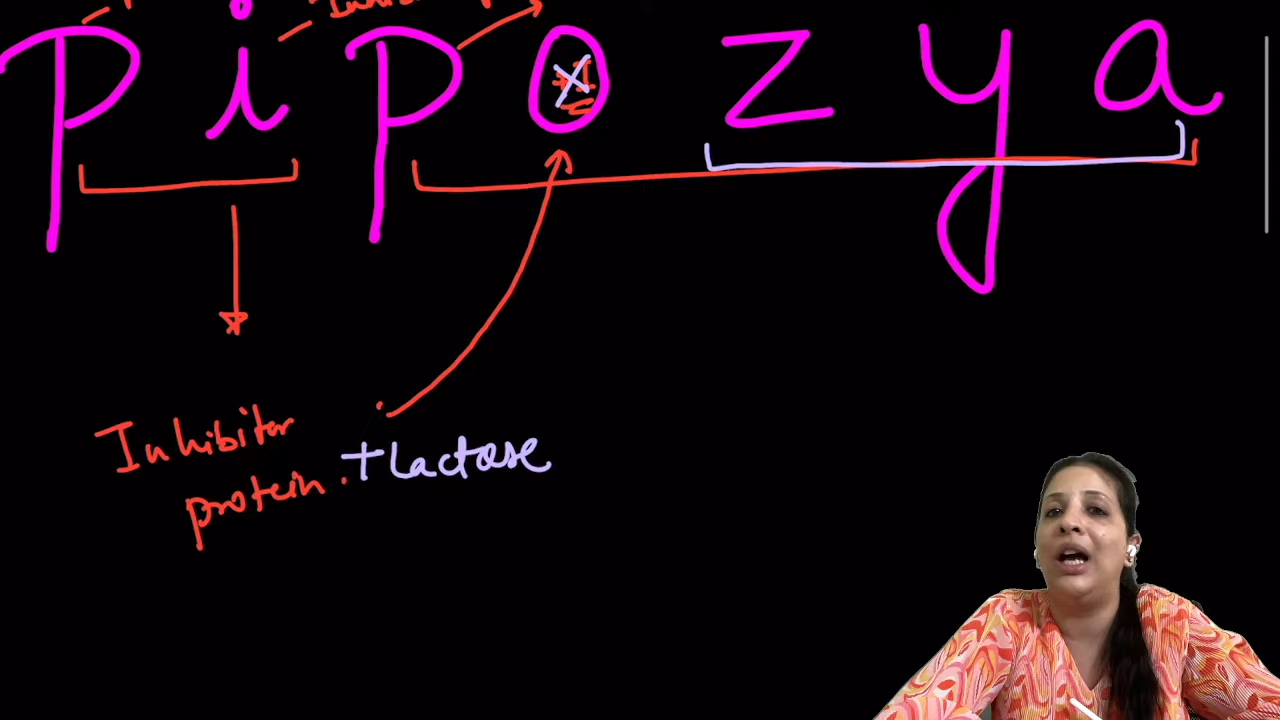 p i p o z y a
Inhibitor
protein. + Lactose